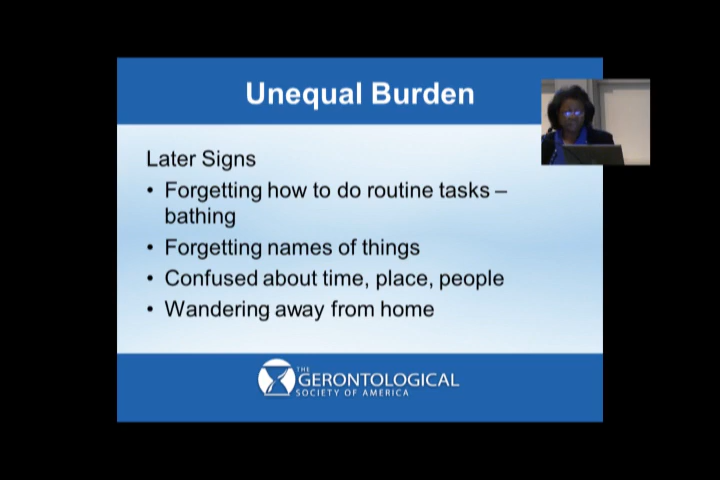 Unequal Burden
Later Signs
• Forgetting how to do routine tasks –
bathing
• Forgetting names of things
• Confused about time, place, people
• Wandering away from home
THE
GERONTOLOGICAL
SOCIETY OF AMERICA